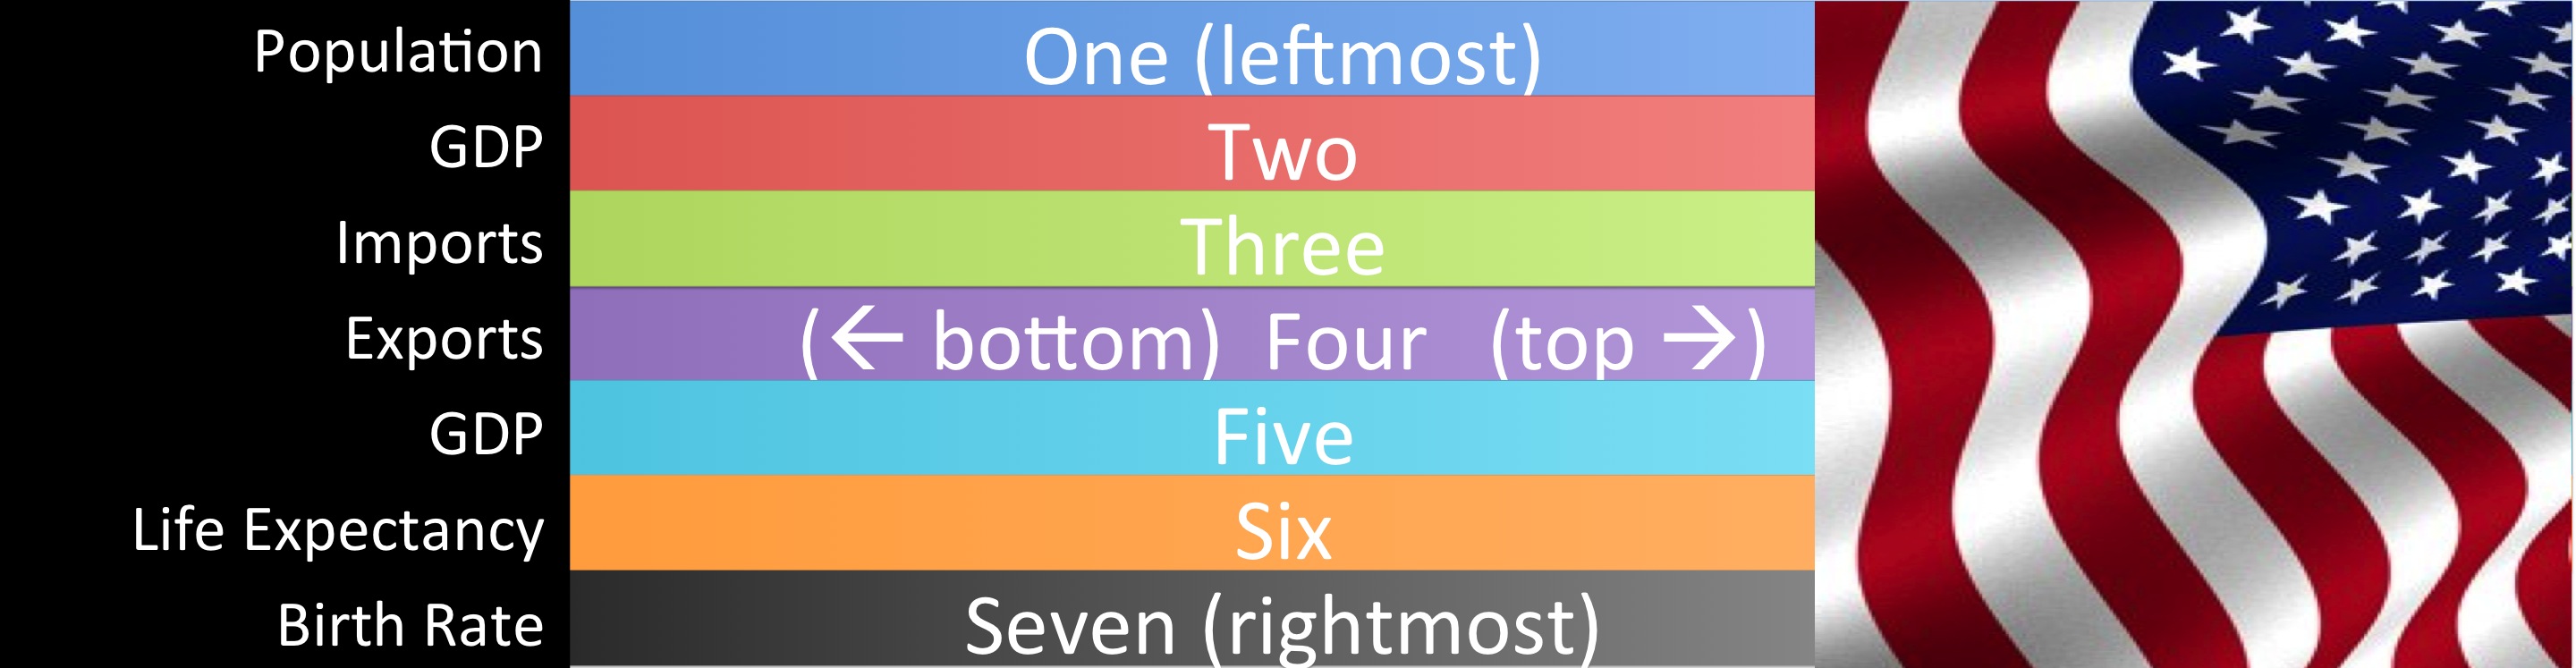 Population One (leftmost)
GDP Two
Imports Three
Exports (← bottom) Four (top →)
GDP Five
Life Expectancy Six
Birth Rate Seven (rightmost)